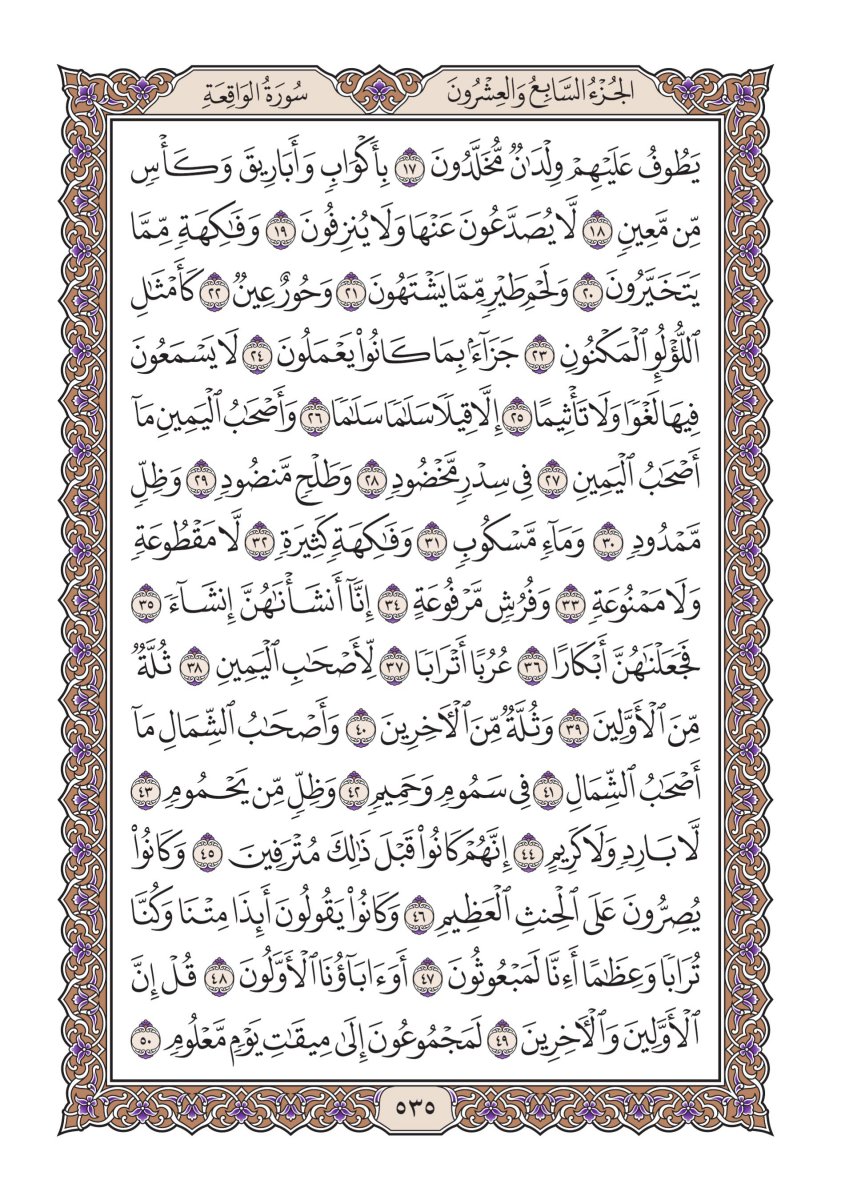 الجُزْءُ السَّابِعُ وَالعِشْرُونَ
سُورَةُ الوَاقِعَةِ
يَطُوفُ عَلَيْهِمْ وِلْدَٰنٌ مُّخَلَّدُونَ ١٧ بِأَكْوَابٍ وَأَبَارِيقَ وَكَأْسٍ
مِّن مَّعِينٍ ١٨ لَّا يُصَدَّعُونَ عَنْهَا وَلَا يُنزِفُونَ ١٩ وَفَٰكِهَةٍ مِّمَّا
يَتَخَيَّرُونَ ٢٠ وَلَحْمِ طَيْرٍ مِّمَّا يَشْتَهُونَ ٢١ وَحُورٌ عِينٌ ٢٢ كَأَمْثَٰلِ
ٱللُّؤْلُؤِ ٱلْمَكْنُونِ ٢٣ جَزَآءًۢ بِمَا كَانُوا۟ يَعْمَلُونَ ٢٤ لَا يَسْمَعُونَ
فِيهَا لَغْوًا وَلَا تَأْثِيمًا ٢٥ إِلَّا قِيلًا سَلَٰمًا سَلَٰمًا ٢٦ وَأَصْحَٰبُ ٱلْيَمِينِ مَآ
أَصْحَٰبُ ٱلْيَمِينِ ٢٧ فِى سِدْرٍ مَّخْضُودٍ ٢٨ وَطَلْحٍ مَّنضُودٍ ٢٩ وَظِلٍّ
مَّمْدُودٍ ٣٠ وَمَآءٍ مَّسْكُوبٍ ٣١ وَفَٰكِهَةٍ كَثِيرَةٍ ٣٢ لَّا مَقْطُوعَةٍ
وَلَا مَمْنُوعَةٍ ٣٣ وَفُرُشٍ مَّرْفُوعَةٍ ٣٤ إِنَّآ أَنشَأْنَٰهُنَّ إِنشَآءً ٣٥
فَجَعَلْنَٰهُنَّ أَبْكَارًا ٣٦ عُرُبًا أَتْرَابًا ٣٧ لِّأَصْحَٰبِ ٱلْيَمِينِ ٣٨ ثُلَّةٌ
مِّنَ ٱلْأَوَّلِينَ ٣٩ وَثُلَّةٌ مِّنَ ٱلْءَاخِرِينَ ٤٠ وَأَصْحَٰبُ ٱلشِّمَالِ مَآ
أَصْحَٰبُ ٱلشِّمَالِ ٤١ فِى سَمُومٍ وَحَمِيمٍ ٤٢ وَظِلٍّ مِّن يَحْمُومٍ ٤٣
لَّا بَارِدٍ وَلَا كَرِيمٍ ٤٤ إِنَّهُمْ كَانُوا۟ قَبْلَ ذَٰلِكَ مُتْرَفِينَ ٤٥ وَكَانُوا۟
يُصِرُّونَ عَلَى ٱلْحِنثِ ٱلْعَظِيمِ ٤٦ وَكَانُوا۟ يَقُولُونَ أَئِذَا مِتْنَا وَكُنَّا
تُرَابًا وَعِظَٰمًا أَءِنَّا لَمَبْعُوثُونَ ٤٧ أَوَءَابَآؤُنَا ٱلْأَوَّلُونَ ٤٨ قُلْ إِنَّ
ٱلْأَوَّلِينَ وَٱلْءَاخِرِينَ ٤٩ لَمَجْمُوعُونَ إِلَىٰ مِيقَٰتِ يَوْمٍ مَّعْلُومٍ ٥٠
٥٣٥